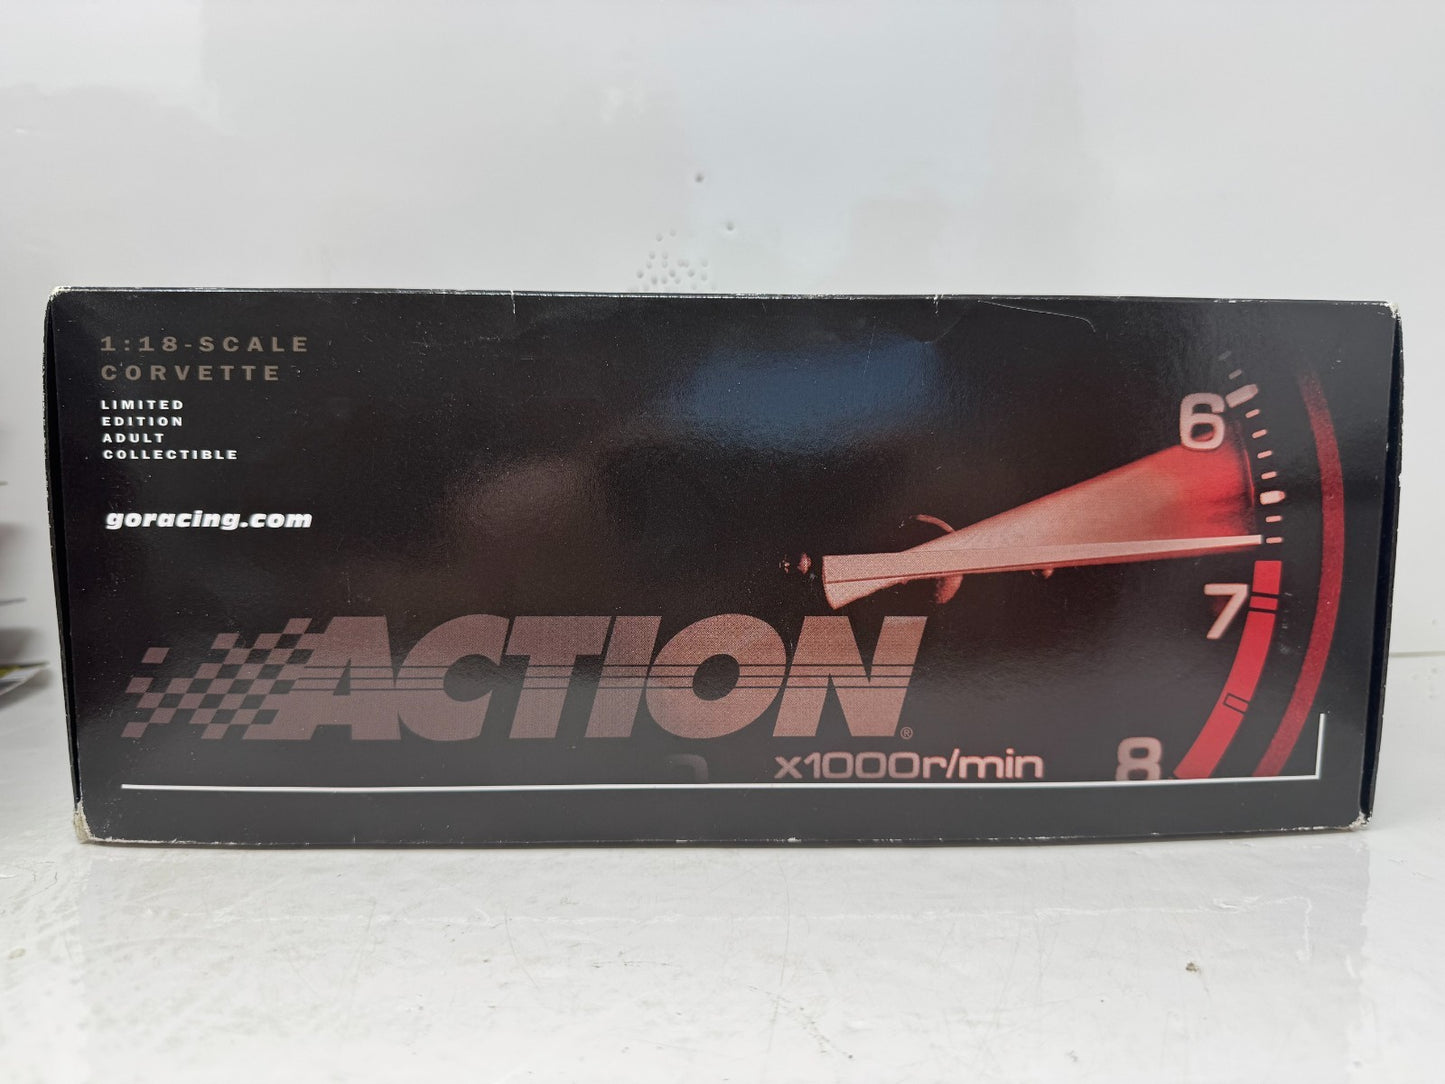 1:18-SCALE
CORVETTE
LIMITED
EDITION
ADULT
COLLECTIBLE
goracing.com
6
7
ACTION®
x1000r/min
8